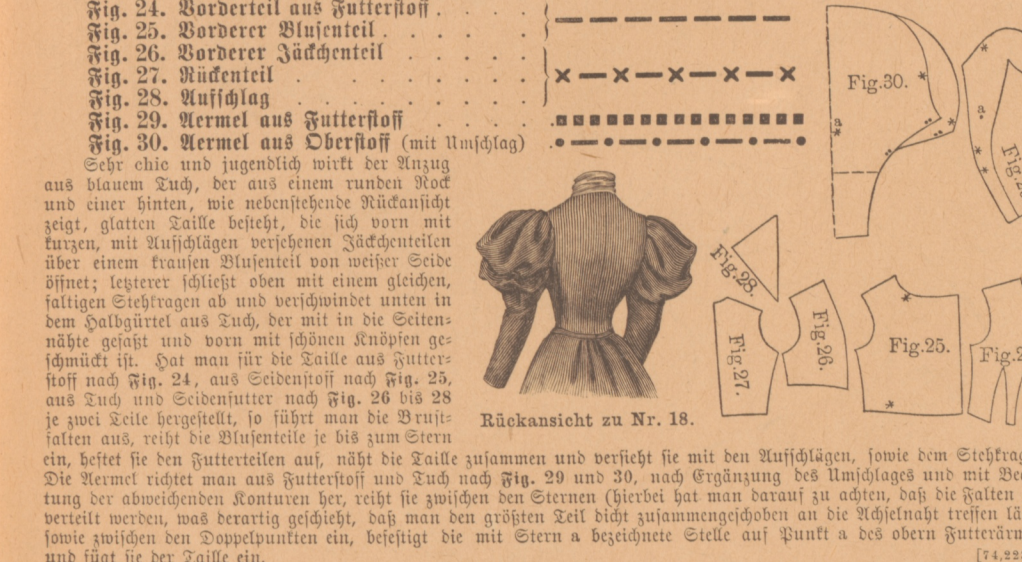 Fig. 24. Vorderteil aus Futterstoff . . . .
Fig. 25. Vorderer Blusenteil . . . . .
Fig. 26. Vorderer Jäckchenteil . . . .
Fig. 27. Rückenteil . . . . . . . .
Fig. 28. Aufschlag . . . . . . . .
Fig. 29. Aermel aus Futterstoff . . . .
Fig. 30. Aermel aus Oberstoff (mit Umschlag) .
Sehr chic und jugendlich wirkt der Anzug
aus blauem Tuch, der aus einem runden Rock
und einer hinten, wie nebenstehende Rückansicht
zeigt, glatten Taille besteht, die sich vorn mit
kurzen, mit Aufschlägen versehenen Jäckchenteilen
über einem krausen Blusenteil von weißer Seide
öffnet; letzterer schließt oben mit einem gleichen,
faltigen Stehkragen ab und verschwindet unten in
dem Halbgürtel aus Tuch, der mit in die Seiten-
nähte gefaßt und vorn mit schönen Knöpfen ge-
schmückt ist. Hat man für die Taille aus Futter-
stoff nach Fig. 24, aus Seidenstoff nach Fig. 25,
aus Tuch und Seidenfutter nach Fig. 26 bis 28
je zwei Teile hergestellt, so führt man die Brust-
falten aus, reiht die Blusenteile je bis zum Stern
ein, heftet sie den Futterteilen auf, näht die Taille zusammen und versieht sie mit den Aufschlägen, sowie dem Stehkrag
Die Aermel richtet man aus Futterstoff und Tuch nach Fig. 29 und 30, nach Ergänzung des Umschlages und mit Bea
tung der abweichenden Konturen her, reiht sie zwischen den Sternen (hierbei hat man darauf zu achten, daß die Falten
verteilt werden, was derartig geschieht, daß man den größten Teil dicht zusammengeschoben an die Achselnaht treffen lä
sowie zwischen den Doppelpunkten ein, befestigt die mit Stern a bezeichnete Stelle auf Punkt a des obern Futterärm
und fügt sie der Taille ein.
[74,22
Rückansicht zu Nr. 18.
Fig.30.
a
a
Fig.2
Fig.28.
Fig.27.
Fig.26.
Fig.25.
Fig.2